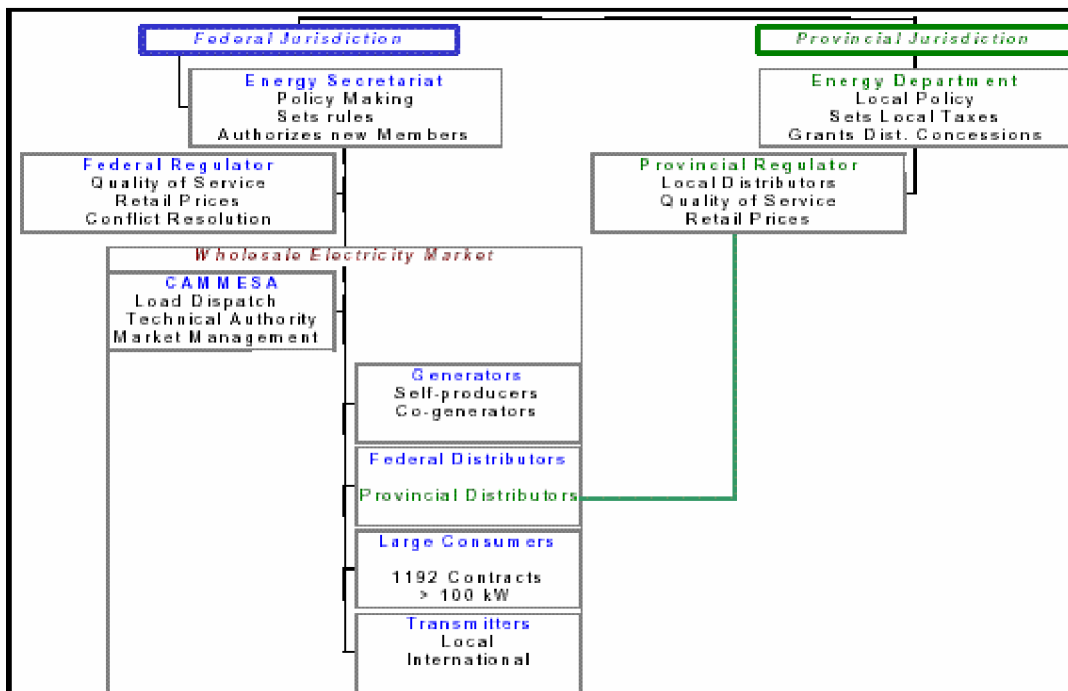 Federal Jurisdiction
Provincial Jurisdiction
Energy Secretariat
Policy Making
Sets rules
Authorizes new Members
Energy Department
Local Policy
Sets Local Taxes
Grants Dist. Concessions
Federal Regulator
Quality of Service
Retail Prices
Conflict Resolution
Provincial Regulator
Local Distributors
Quality of Service
Retail Prices
Wholesale Electricity Market
CAMMESA
Load Dispatch
Technical Authority
Market Management
Generators
Self-producers
Co-generators
Federal Distributors
Provincial Distributors
Large Consumers
1192 Contracts
> 100 kW
Transmitters
Local
International